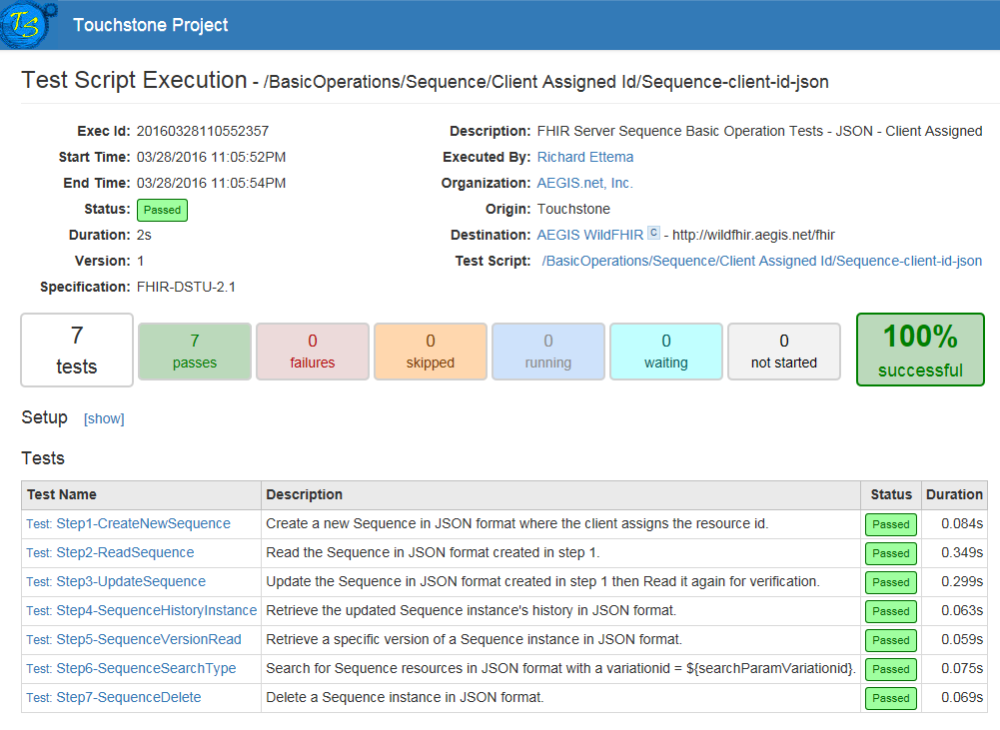 TS Touchstone Project
Test Script Execution - /BasicOperations/Sequence/Client Assigned Id/Sequence-client-id-json
Exec Id: 20160328110552357
Start Time: 03/28/2016 11:05:52PM
End Time: 03/28/2016 11:05:54PM
Status: Passed
Duration: 2s
Version: 1
Specification: FHIR-DSTU-2.1
Description: FHIR Server Sequence Basic Operation Tests - JSON - Client Assigned
Executed By: Richard Ettema
Organization: AEGIS.net, Inc.
Origin: Touchstone
Destination: AEGIS WildFHIR C - http://wildfhir.aegis.net/fhir
Test Script: /BasicOperations/Sequence/Client Assigned Id/Sequence-client-id-json
7
tests
7
passes
0
failures
0
skipped
0
running
0
waiting
0
not started
100%
successful
Setup [show]
Tests
Test Name Description Status Duration
Test: Step1-CreateNewSequence Create a new Sequence in JSON format where the client assigns the resource id. Passed 0.084s
Test: Step2-ReadSequence Read the Sequence in JSON format created in step 1. Passed 0.349s
Test: Step3-UpdateSequence Update the Sequence in JSON format created in step 1 then Read it again for verification. Passed 0.299s
Test: Step4-SequenceHistoryInstance Retrieve the updated Sequence instance's history in JSON format. Passed 0.063s
Test: Step5-SequenceVersionRead Retrieve a specific version of a Sequence instance in JSON format. Passed 0.059s
Test: Step6-SequenceSearchType Search for Sequence resources in JSON format with a variationid = ${searchParamVariationid}. Passed 0.075s
Test: Step7-SequenceDelete Delete a Sequence instance in JSON format. Passed 0.069s